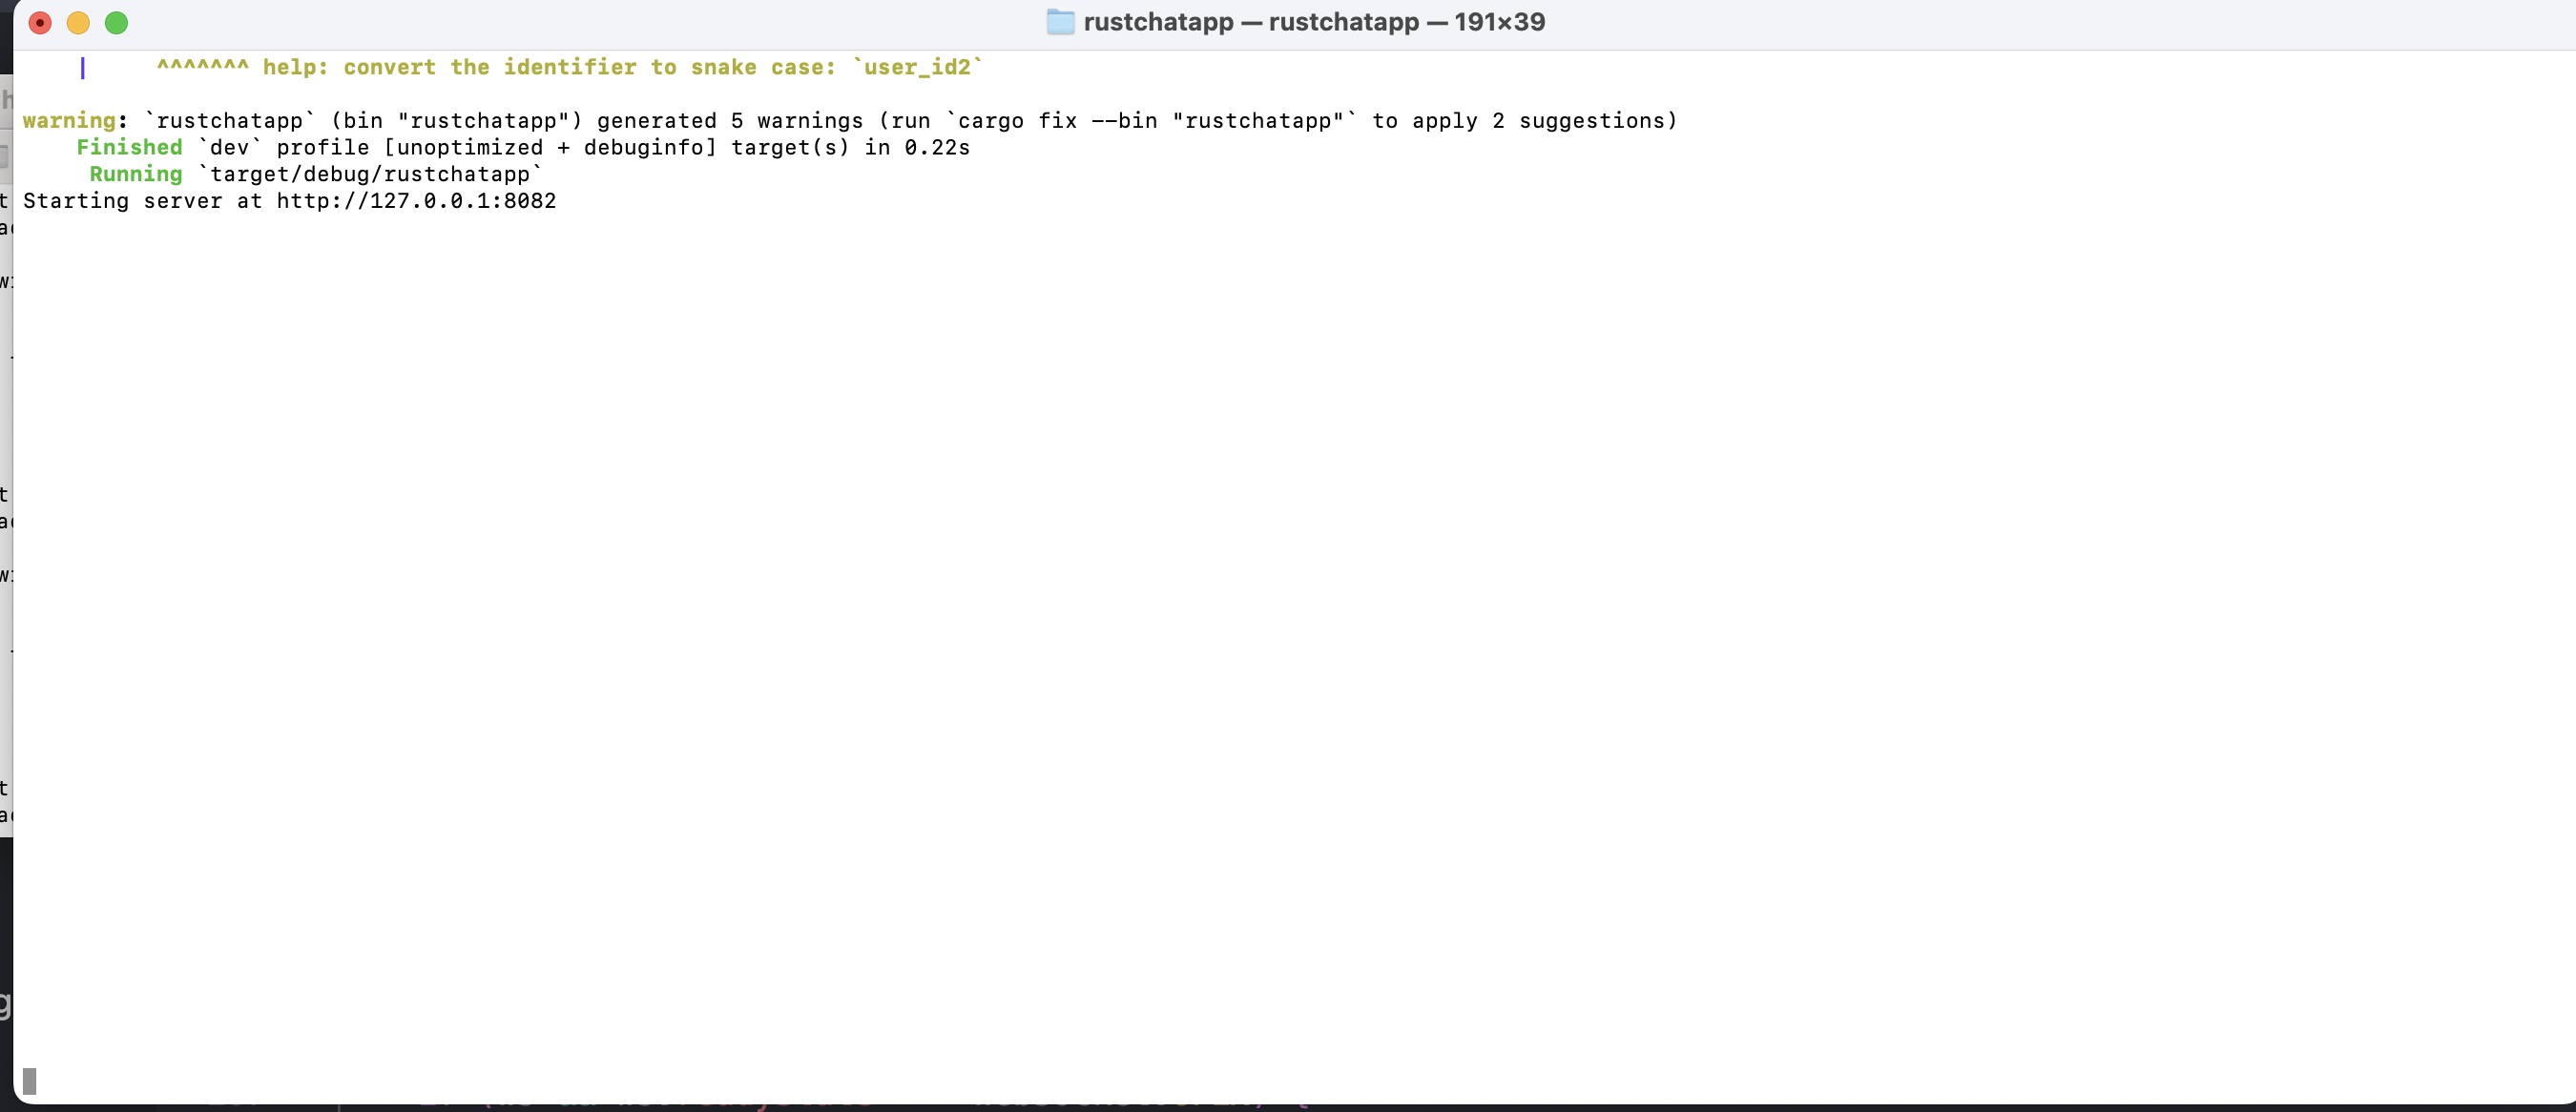 rustchatapp — rustchatapp — 191×39
| ^^^^^^^ help: convert the identifier to snake case: `user_id2`
warning: `rustchatapp` (bin "rustchatapp") generated 5 warnings (run `cargo fix --bin "rustchatapp"` to apply 2 suggestions)
Finished `dev` profile [unoptimized + debuginfo] target(s) in 0.22s
Running `target/debug/rustchatapp`
Starting server at http://127.0.0.1:8082